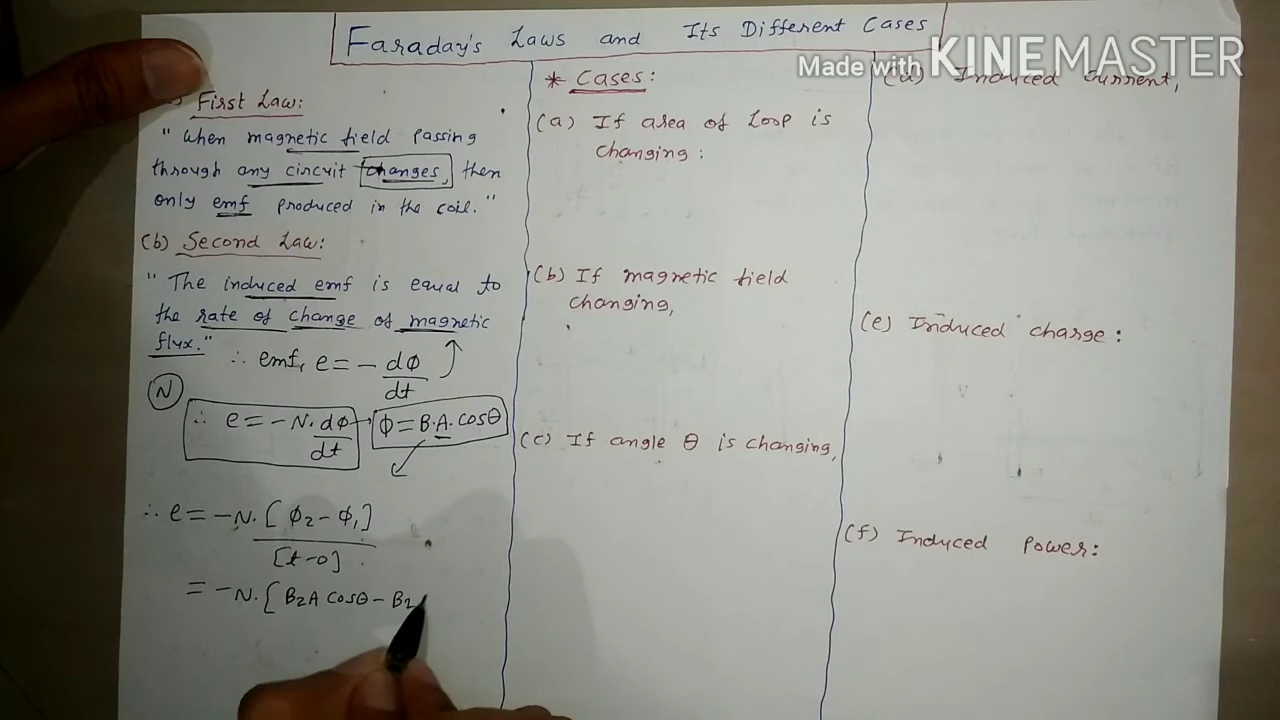 Faraday's Laws and Its Different Cases
Made with KINEMASTER
First Law:
" When magnetic field passing
through any circuit changes, then
only emf produced in the coil. "
(b) Second Law:
" The induced emf is equal to
the rate of change of magnetic
flux. "
∴ emf, e = - dφ/dt
N
∴ e = -N. dφ/dt
φ = B.A. cosθ
∴ e = -N. [φ₂ - φ₁] / [t - 0]
= -N. [B₂A cosθ - B₂
* Cases:
(a) If area of Loop is
changing:
(b) If magnetic field
changing,
(c) If angle θ is changing,
(d) Induced current,
(e) Induced charge:
(f) Induced Power: